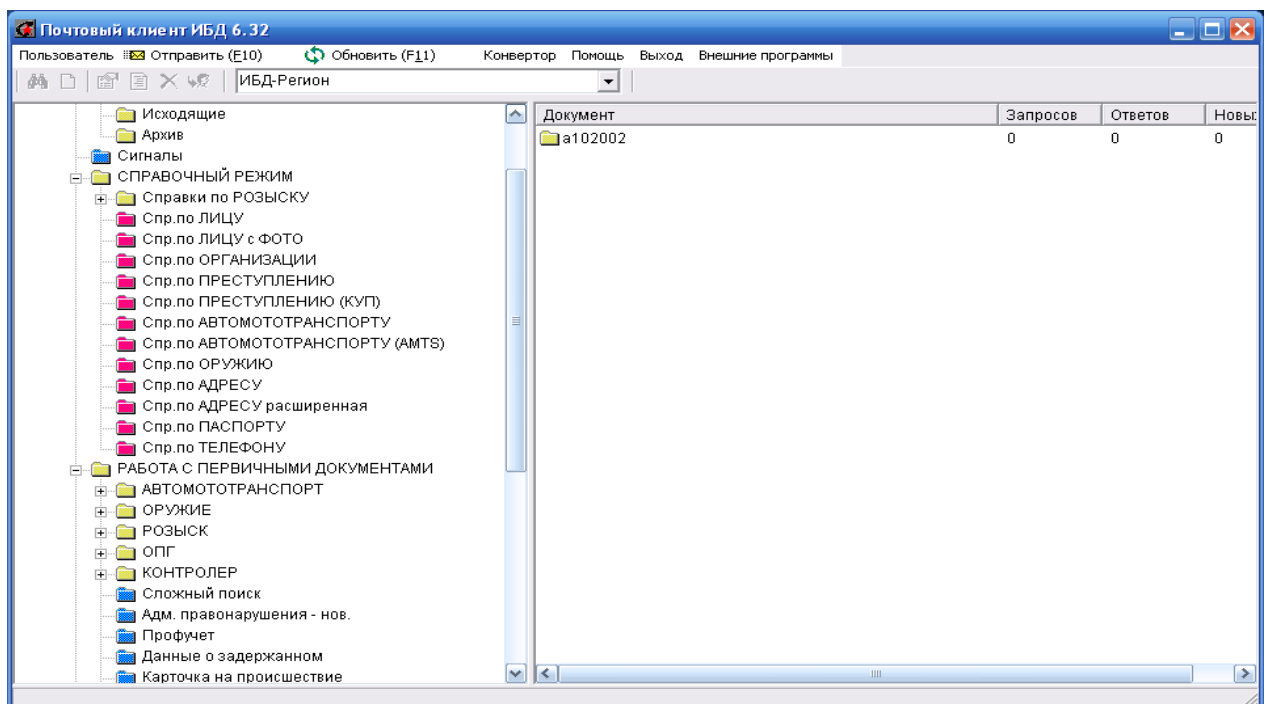 Почтовый клиент ИБД 6.32
Пользователь Отправить (F10) Обновить (F11) Конвертор Помощь Выход Внешние программы
ИБД-Регион
Исходящие
Архив
Сигналы
СПРАВОЧНЫЙ РЕЖИМ
Справки по РОЗЫСКУ
Спр.по ЛИЦУ
Спр.по ЛИЦУ с ФОТО
Спр.по ОРГАНИЗАЦИИ
Спр.по ПРЕСТУПЛЕНИЮ
Спр.по ПРЕСТУПЛЕНИЮ (КУП)
Спр.по АВТОМОТОТРАНСПОРТУ
Спр.по АВТОМОТОТРАНСПОРТУ (AMTS)
Спр.по ОРУЖИЮ
Спр.по АДРЕСУ
Спр.по АДРЕСУ расширенная
Спр.по ПАСПОРТУ
Спр.по ТЕЛЕФОНУ
РАБОТА С ПЕРВИЧНЫМИ ДОКУМЕНТАМИ
АВТОМОТОТРАНСПОРТ
ОРУЖИЕ
РОЗЫСК
ОПГ
КОНТРОЛЕР
Сложный поиск
Адм. правонарушения - нов.
Профучет
Данные о задержанном
Карточка на происшествие
Документ Запросов Ответов Новы
a102002 0 0 0